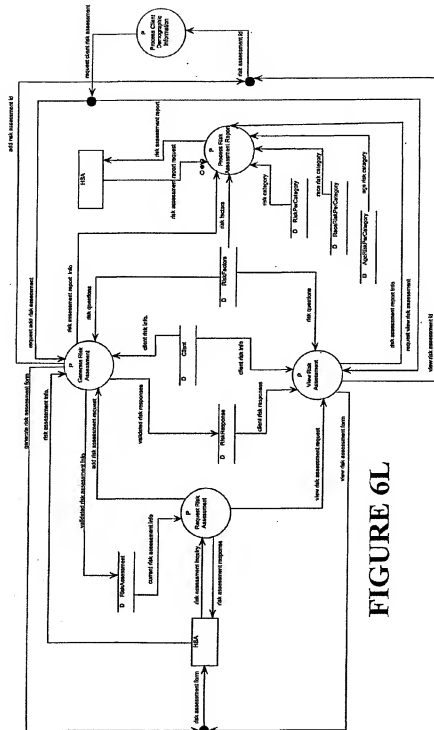 request client risk assessment
P
Process Client
Demographic
Information
risk assessment id
add risk assessment id
request add risk assessment
HSA
risk assessment report
risk assessment report request
P
Process Risk
Assessment Report
risk assessment report info.
risk factors
risk category
D RiskPerCategory
race risk category
D RaceRiskPerCategory
age risk category
D AgeRiskPerCategory
generate risk assessment form
risk assessment info.
P
Generate Risk
Assessment
risk questions
D RiskFactors
risk questions
client risk info.
D Client
client risk info
validated risk assessment info.
add risk assessment request
validated risk responses
D RiskResponse
client risk responses
P
View Risk
Assessment
risk assessment report info
request view risk assessment
view risk assessment id
D RiskAssessment
current risk assessment info
P
Request Risk
Assessment
view risk assessment request
view risk assessment form
risk assessment inquiry
risk assessment response
HSA
risk assessment form
FIGURE 6L